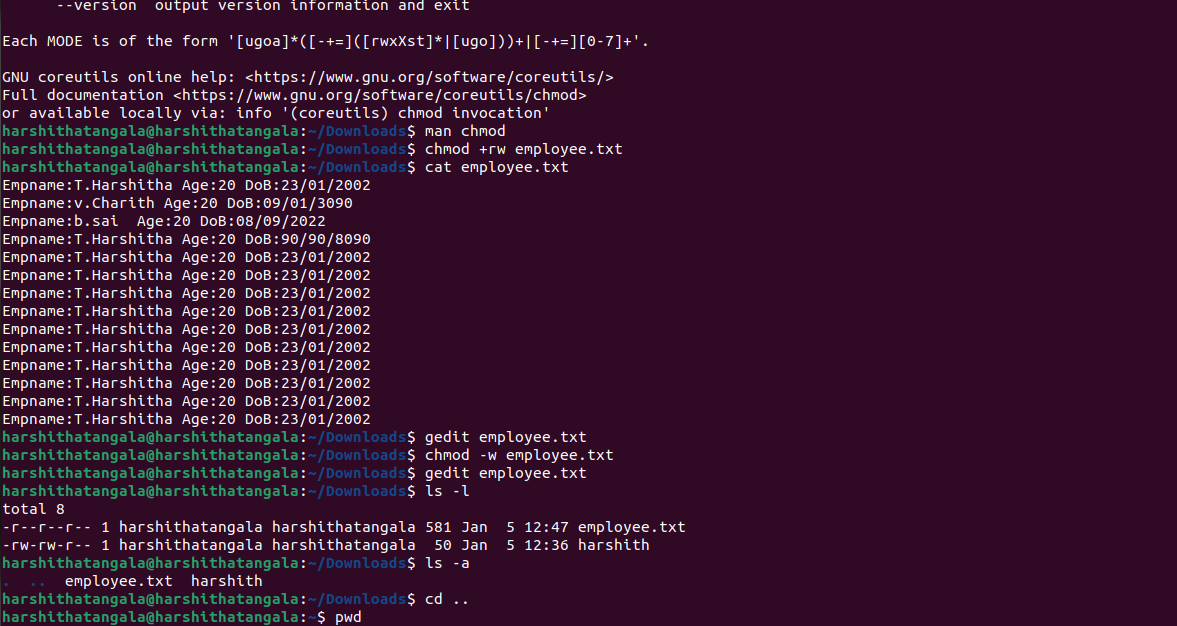 --version  output version information and exit
Each MODE is of the form '[ugoa]*([-+=]([rwxXst]*|[ugo]))+|[-+=][0-7]+'.
GNU coreutils online help: <https://www.gnu.org/software/coreutils/>
Full documentation <https://www.gnu.org/software/coreutils/chmod>
or available locally via: info '(coreutils) chmod invocation'
harshithatangala@harshithatangala:~/Downloads$ man chmod
harshithatangala@harshithatangala:~/Downloads$ chmod +rw employee.txt
harshithatangala@harshithatangala:~/Downloads$ cat employee.txt
Empname:T.Harshitha Age:20 DoB:23/01/2002
Empname:v.Charith Age:20 DoB:09/01/3090
Empname:b.sai  Age:20 DoB:08/09/2022
Empname:T.Harshitha Age:20 DoB:90/90/8090
Empname:T.Harshitha Age:20 DoB:23/01/2002
Empname:T.Harshitha Age:20 DoB:23/01/2002
Empname:T.Harshitha Age:20 DoB:23/01/2002
Empname:T.Harshitha Age:20 DoB:23/01/2002
Empname:T.Harshitha Age:20 DoB:23/01/2002
Empname:T.Harshitha Age:20 DoB:23/01/2002
Empname:T.Harshitha Age:20 DoB:23/01/2002
Empname:T.Harshitha Age:20 DoB:23/01/2002
Empname:T.Harshitha Age:20 DoB:23/01/2002
Empname:T.Harshitha Age:20 DoB:23/01/2002
harshithatangala@harshithatangala:~/Downloads$ gedit employee.txt
harshithatangala@harshithatangala:~/Downloads$ chmod -w employee.txt
harshithatangala@harshithatangala:~/Downloads$ gedit employee.txt
harshithatangala@harshithatangala:~/Downloads$ ls -l
total 8
-r--r--r-- 1 harshithatangala harshithatangala 581 Jan  5 12:47 employee.txt
-rw-rw-r-- 1 harshithatangala harshithatangala  50 Jan  5 12:36 harshith
harshithatangala@harshithatangala:~/Downloads$ ls -a
.  ..  employee.txt  harshith
harshithatangala@harshithatangala:~/Downloads$ cd ..
harshithatangala@harshithatangala:~$ pwd